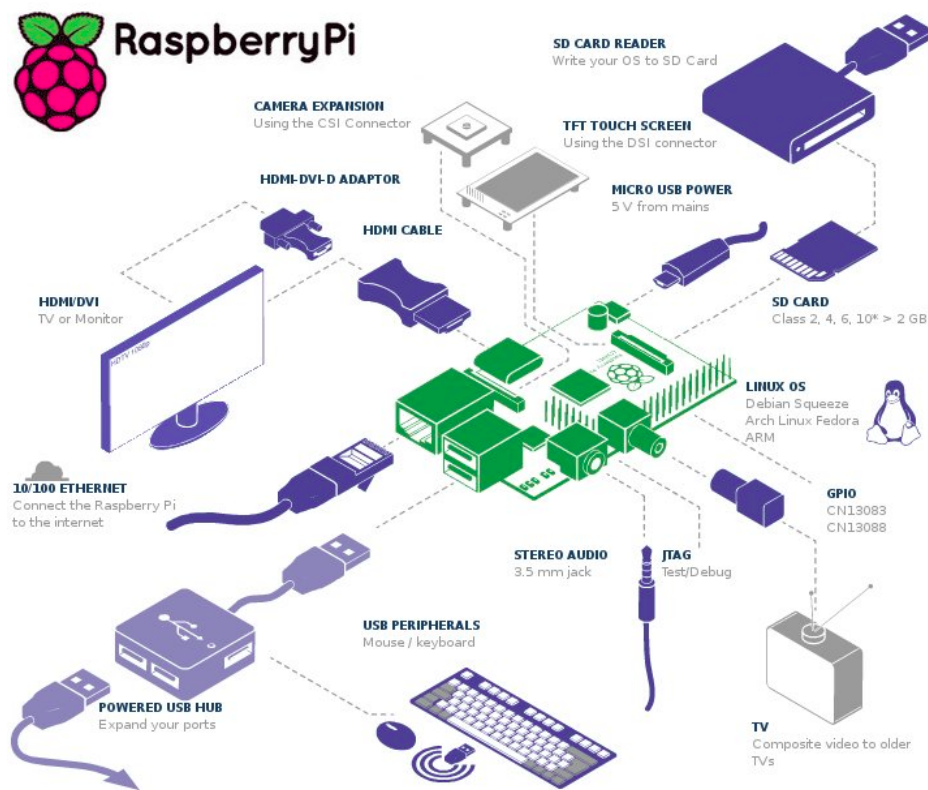 RaspberryPi
SD CARD READER
Write your OS to SD Card
CAMERA EXPANSION
Using the CSI Connector
TFT TOUCH SCREEN
Using the DSI connector
HDMI-DVI-D ADAPTOR
MICRO USB POWER
5 V from mains
HDMI CABLE
HDMI/DVI
TV or Monitor
HDTV 1080p
SD CARD
Class 2, 4, 6, 10* > 2 GB
LINUX OS
Debian Squeeze
Arch Linux Fedora
ARM
10/100 ETHERNET
Connect the Raspberry Pi
to the internet
GPIO
CN13083
CN13088
STEREO AUDIO
3.5 mm jack
JTAG
Test/Debug
USB PERIPHERALS
Mouse / keyboard
POWERED USB HUB
Expand your ports
TV
Composite video to older
TVs